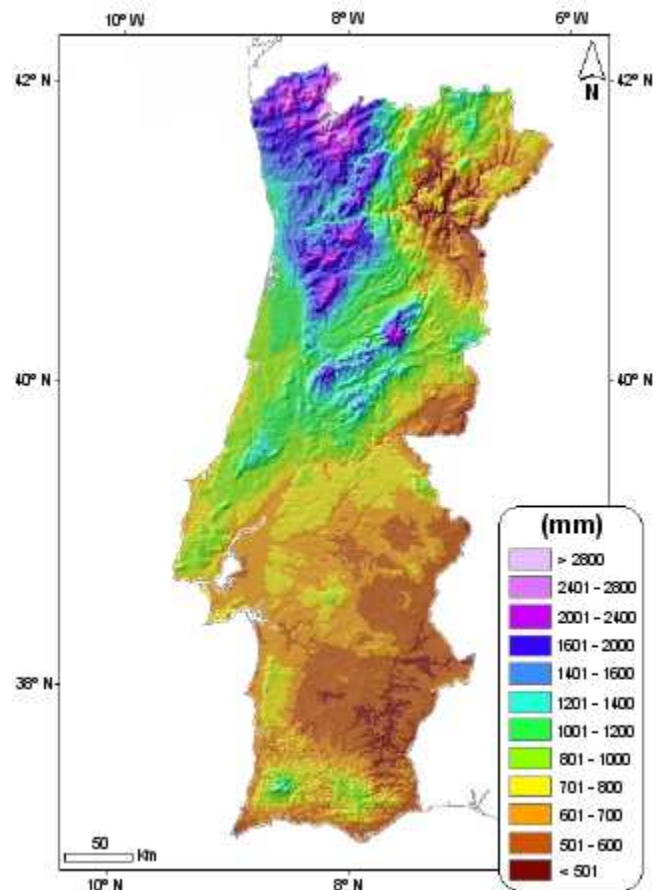 10° W 8° W 6° W
42° N 42° N
N
40° N 40° N
38° N
(mm)
> 2800
2401 - 2800
2001 - 2400
1601 - 2000
1401 - 1600
1201 - 1400
1001 - 1200
801 - 1000
701 - 800
601 - 700
501 - 600
< 501
50
Km
10° N 8° N